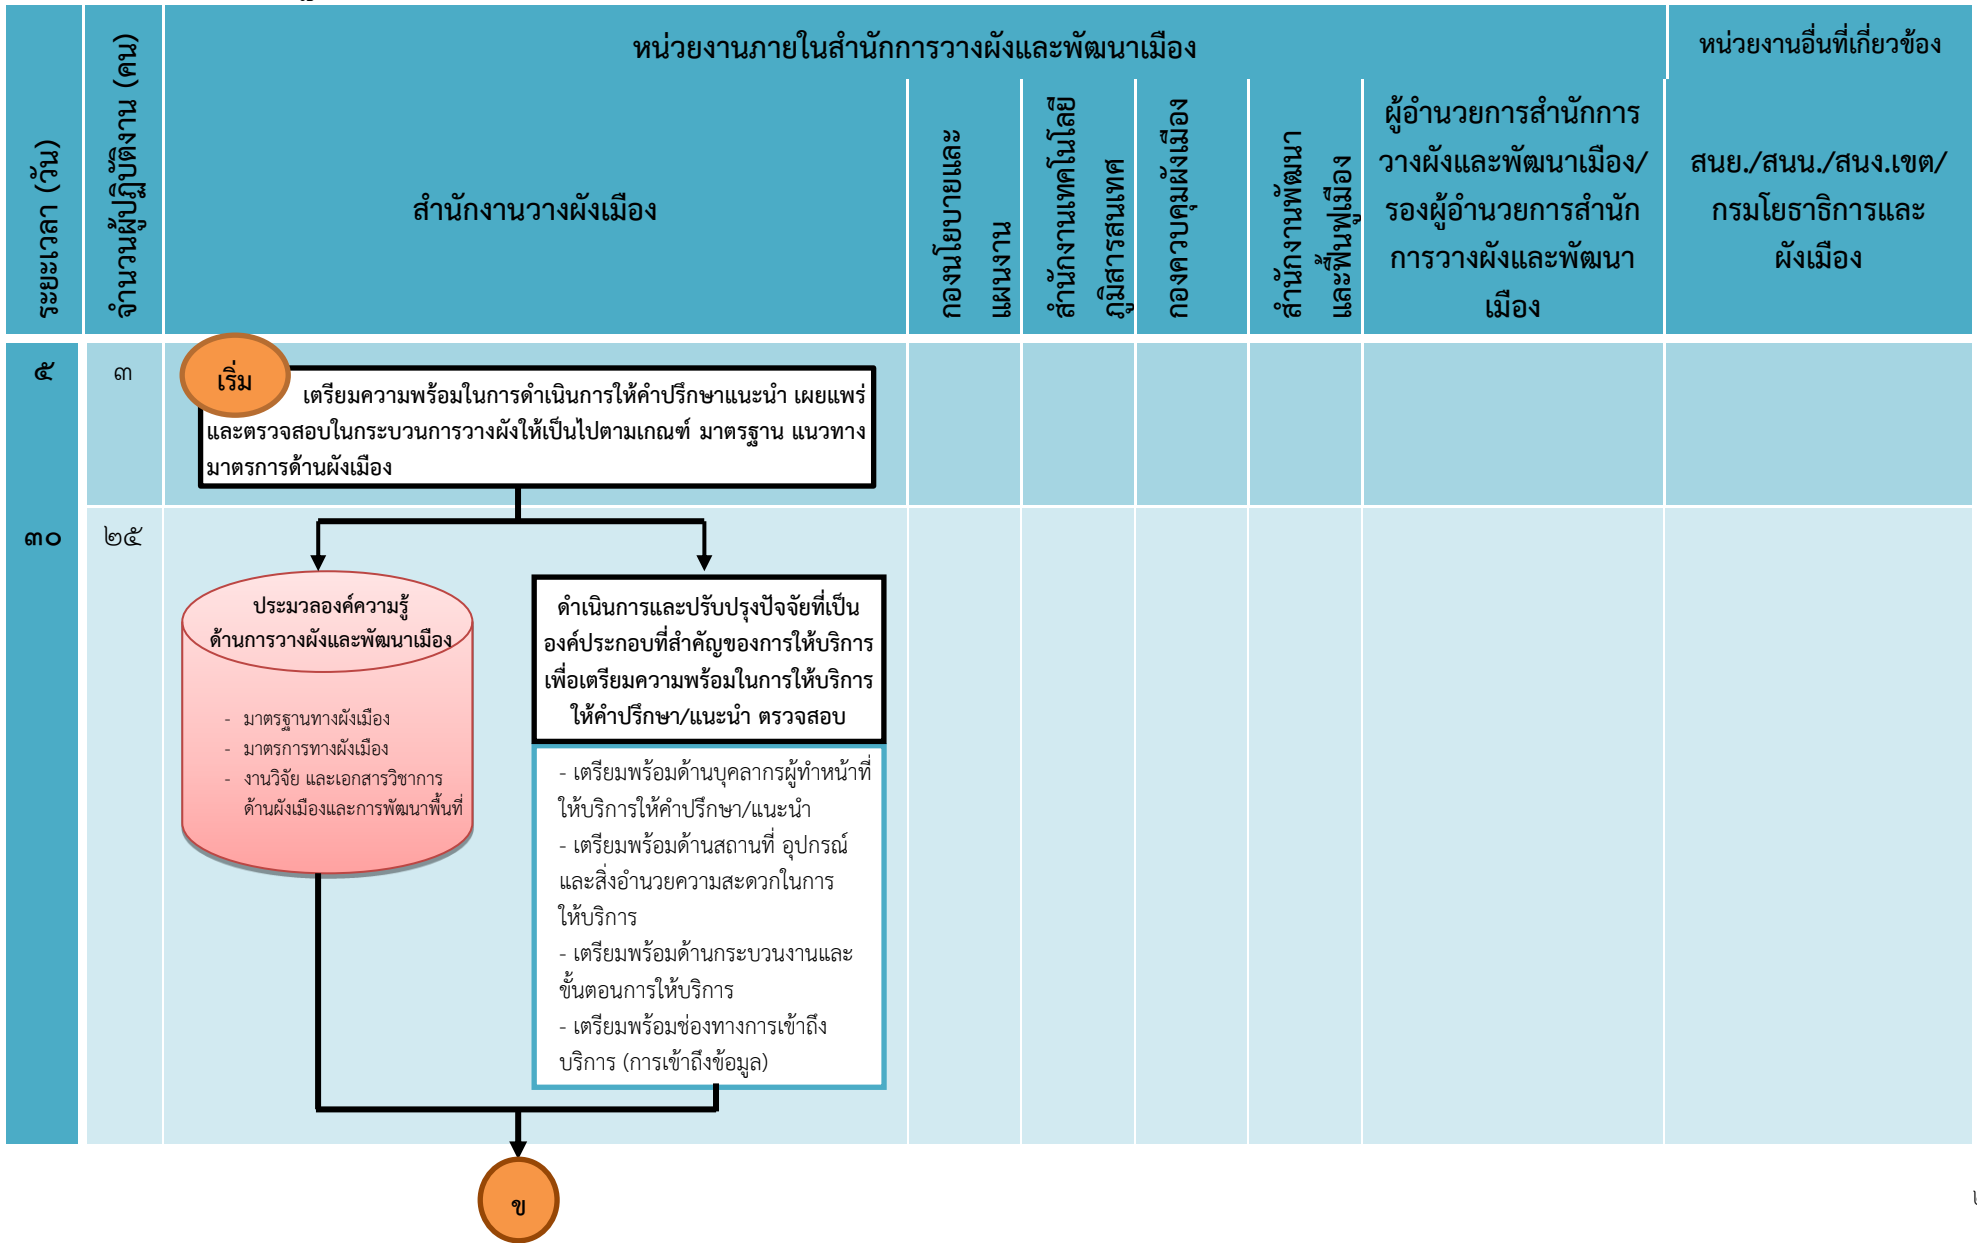 หน่วยงานภายในสำนักการวางผังและพัฒนาเมือง
หน่วยงานอื่นที่เกี่ยวข้อง
ระยะเวลา (วัน)
จำนวนผู้ปฏิบัติงาน (คน)
สำนักงานวางผังเมือง
กองนโยบายและ
แผนงาน
สำนักงานเทคโนโลยี
ภูมิสารสนเทศ
กองควบคุมผังเมือง
สำนักงานพัฒนา
และฟื้นฟูเมือง
ผู้อำนวยการสำนักการ
วางผังและพัฒนาเมือง/
รองผู้อำนวยการสำนัก
การวางผังและพัฒนา
เมือง
สนย./สนน./สนง.เขต/
กรมโยธาธิการและ
ผังเมือง
๕
๓
เริ่ม
เตรียมความพร้อมในการดำเนินการให้คำปรึกษาแนะนำ เผยแพร่
และตรวจสอบในกระบวนการวางผังให้เป็นไปตามเกณฑ์ มาตรฐาน แนวทาง
มาตรการด้านผังเมือง
๓๐
๒๕
ประมวลองค์ความรู้
ด้านการวางผังและพัฒนาเมือง
- มาตรฐานทางผังเมือง
- มาตรการทางผังเมือง
- งานวิจัย และเอกสารวิชาการ
ด้านผังเมืองและการพัฒนาพื้นที่
ดำเนินการและปรับปรุงปัจจัยที่เป็น
องค์ประกอบที่สำคัญของการให้บริการ
เพื่อเตรียมความพร้อมในการให้บริการ
ให้คำปรึกษา/แนะนำ ตรวจสอบ
- เตรียมพร้อมด้านบุคลากรผู้ทำหน้าที่
ให้บริการให้คำปรึกษา/แนะนำ
- เตรียมพร้อมด้านสถานที่ อุปกรณ์
และสิ่งอำนวยความสะดวกในการ
ให้บริการ
- เตรียมพร้อมด้านกระบวนงานและ
ขั้นตอนการให้บริการ
- เตรียมพร้อมช่องทางการเข้าถึง
บริการ (การเข้าถึงข้อมูล)
ข